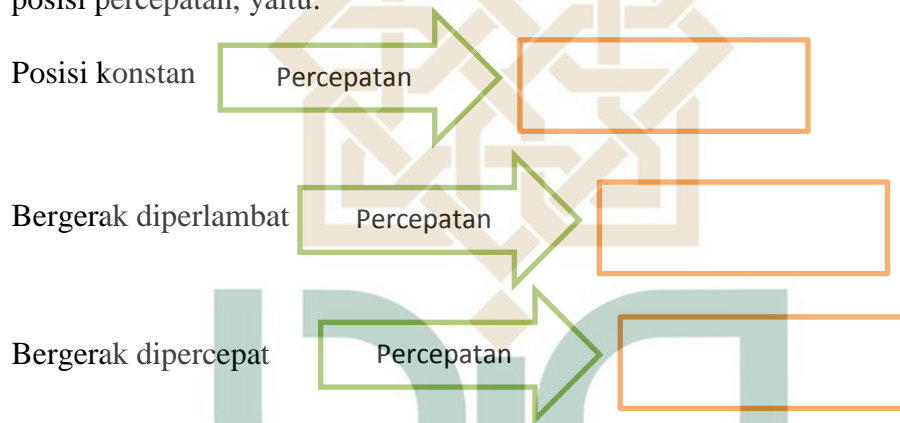 posisi percepatan, yaitu:
Posisi konstan Percepatan
Bergerak diperlambat Percepatan
Bergerak dipercepat Percepatan